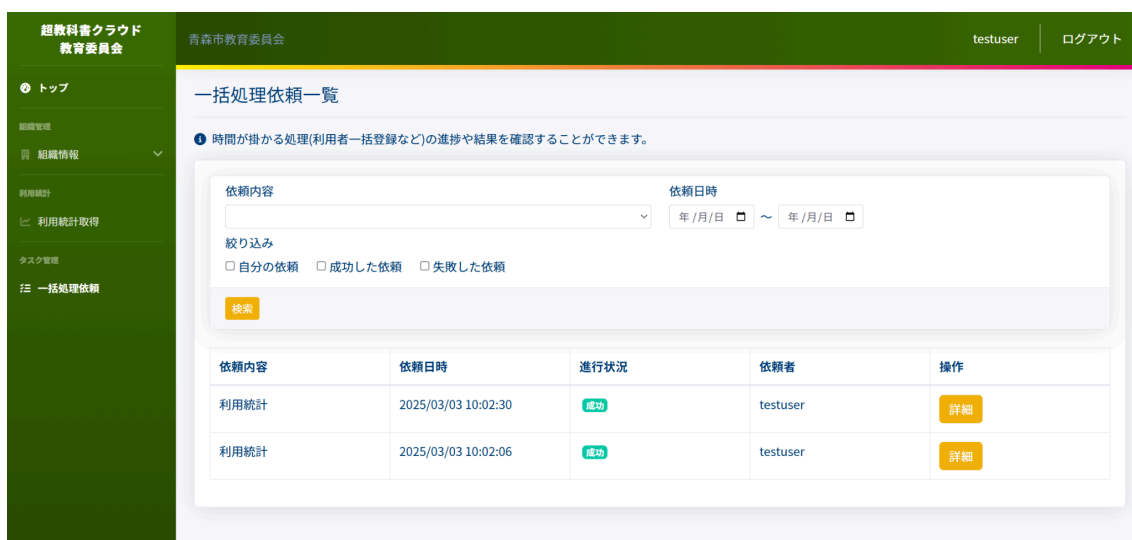 超教科書クラウド
教育委員会
青森市教育委員会
testuser
ログアウト
トップ
組織管理
組織情報
利用統計
利用統計取得
タスク管理
一括処理依頼
一括処理依頼一覧
時間が掛かる処理(利用者一括登録など)の進捗や結果を確認することができます。
依頼内容
依頼日時
年/月/日 ～ 年/月/日
絞り込み
自分の依頼 成功した依頼 失敗した依頼
検索
依頼内容 依頼日時 進行状況 依頼者 操作
利用統計 2025/03/03 10:02:30 成功 testuser 詳細
利用統計 2025/03/03 10:02:06 成功 testuser 詳細